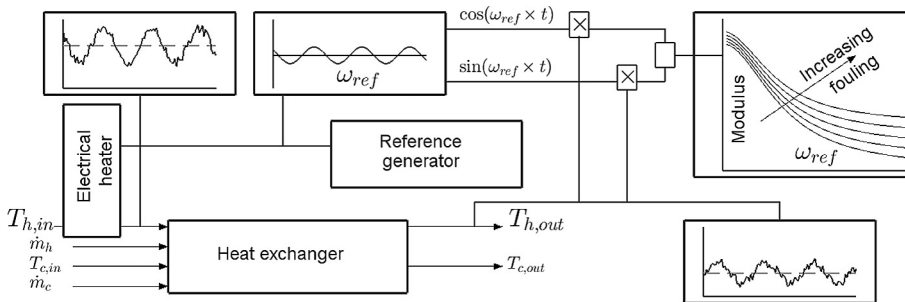 cos(ω_ref × t)
sin(ω_ref × t)
×
×
ω_ref
Modulus
Increasing
fouling
ω_ref
Electrical
heater
Reference
generator
T_h,in
ṁ_h
T_c,in
ṁ_c
Heat exchanger
T_h,out
T_c,out